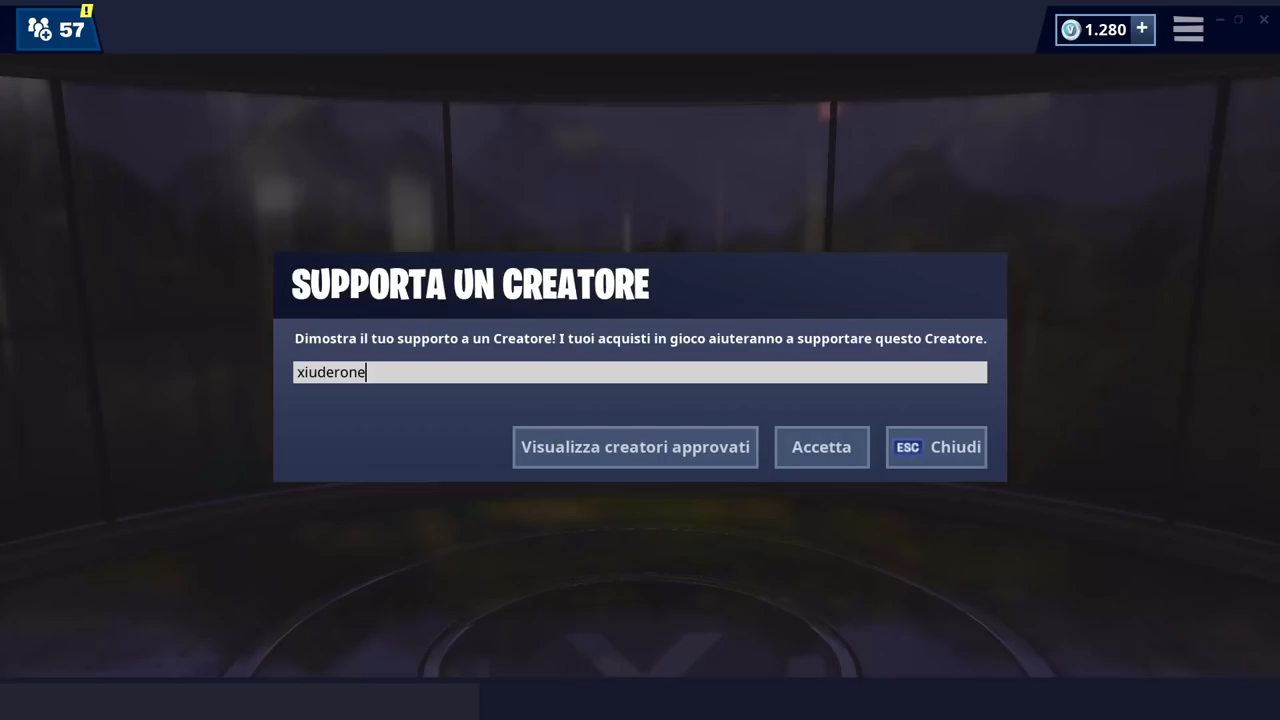 57
!
1.280 +
SUPPORTA UN CREATORE
Dimostra il tuo supporto a un Creatore! I tuoi acquisti in gioco aiuteranno a supportare questo Creatore.
xiuderone
Visualizza creatori approvati
Accetta
ESC Chiudi